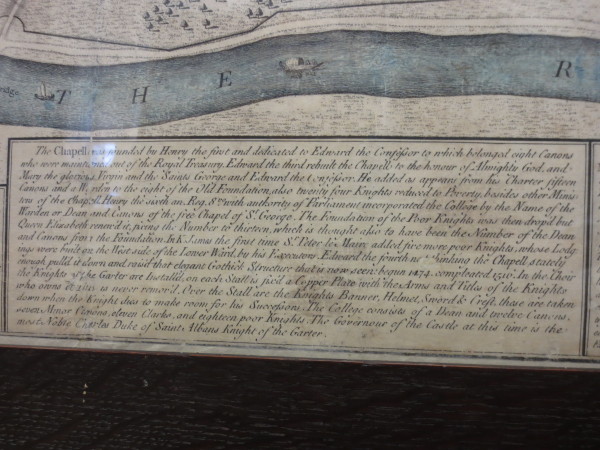 T H E R
The Chapell was founded by Henry the first and dedicated to Edward the Confessor to which belonged eight Canons
who were maintained out of the Royal Treasury. Edward the third rebuilt the Chapell to the honour of Almighty God, and
Mary the glorious Virgin and the Saints George and Edward the Confessor. He added as appears from his Charter fifteen
Canons and a Warden to the eight of the Old Foundation, also twenty four Knights reduced to Poverty, besides other Minis-
ters of the Chapell. Henry the sixth an. Reg. 8.º with authority of Parliament incorporated the College by the Name of the
Warden or Dean and Canons of the free Chapel of S.t George. The Foundation of the Poor Knights was then drop'd but
Queen Elizabeth renew'd it, fixing the Number to thirteen, which is thought also to have been the Number of the Dean
and Canons from the Foundation. In K. James the first time S.r Peter le Maire added five more poor Knights, whose Lodg-
ings were built on the West side of the Lower Ward, by his Executors. Edward the fourth not thinking the Chapel stately
enough pull'd it down and rais'd that elegant Gothick Structure that is now seen: begun 1474. compleated
In the Choir
the Knights of the Garter are Install'd, on each Stall is fix'd a Copper Plate with the Arms and Titles of the Knights
who owns it and is never remov'd. Over the Stall are the Knights Banner, Helmet, Sword & Crest, these are taken
down when the Knight dies to make room for his Successor. The College consists of a Dean and twelve Canons,
seven Minor Canons, eleven Clarks, and eighteen poor Knights. The Governour of the Castle at this time is the
most Noble Charles Duke of Saint Albans Knight of the Garter.